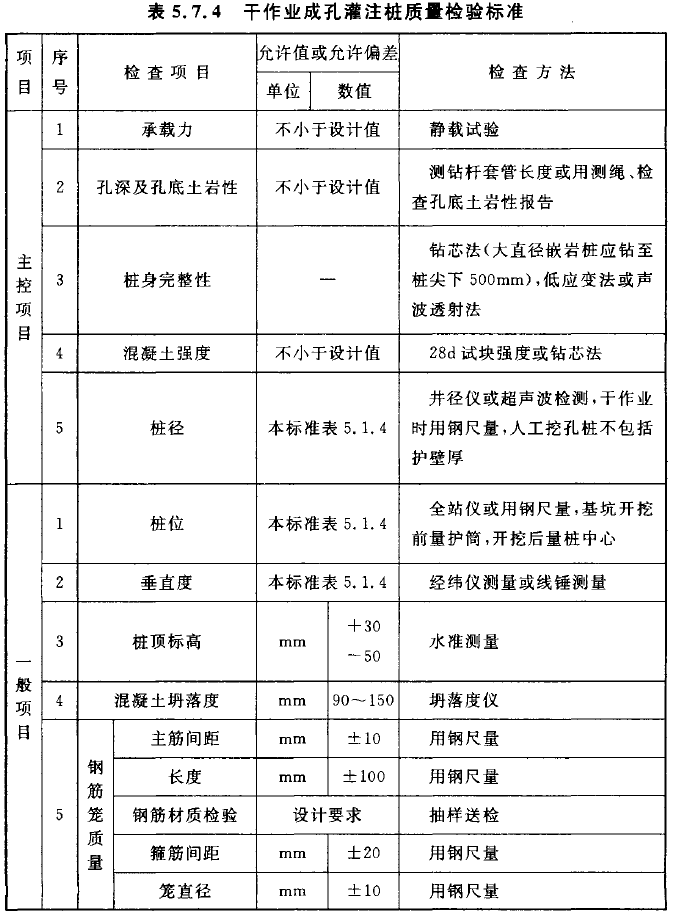 表 5.7.4 干作业成孔灌注桩质量检验标准
项目 序号 检查项目 允许值或允许偏差 检查方法
单位 数值
主控项目
1 承载力 不小于设计值 静载试验
2 孔深及孔底土岩性 不小于设计值 测钻杆套管长度或用测绳、检
查孔底土岩性报告
3 桩身完整性 — 钻芯法(大直径嵌岩桩应钻至
桩尖下 500mm),低应变法或声
波透射法
4 混凝土强度 不小于设计值 28d 试块强度或钻芯法
5 桩径 本标准表 5.1.4 井径仪或超声波检测,干作业
时用钢尺量,人工挖孔桩不包括
护壁厚
一般项目
1 桩位 本标准表 5.1.4 全站仪或用钢尺量,基坑开挖
前量护筒,开挖后量桩中心
2 垂直度 本标准表 5.1.4 经纬仪测量或线锤测量
3 桩顶标高 mm +30
-50 水准测量
4 混凝土坍落度 mm 90~150 坍落度仪
5 钢筋笼质量
主筋间距 mm ±10 用钢尺量
长度 mm ±100 用钢尺量
钢筋材质检验 设计要求 抽样送检
箍筋间距 mm ±20 用钢尺量
笼直径 mm ±10 用钢尺量